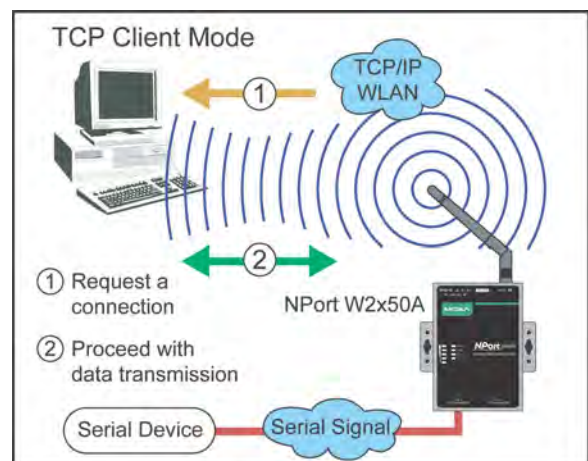 TCP Client Mode
TCP/IP
WLAN
1
2
1 Request a
connection
NPort W2x50A
2 Proceed with
data transmission
MOXA
NPort
Serial Device
Serial Signal